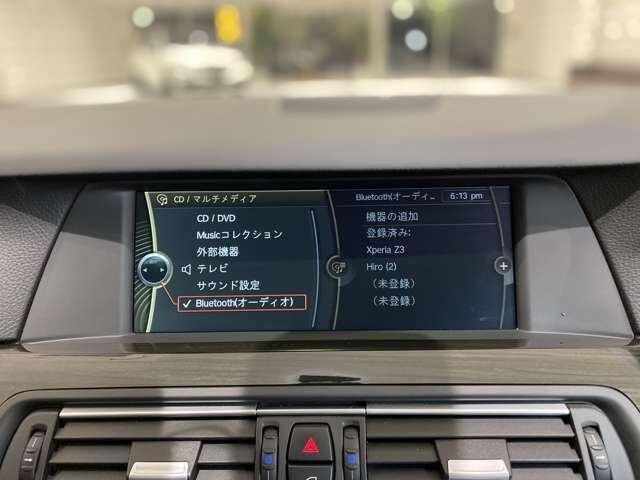 CD / マルチメディア
CD / DVD
Musicコレクション
外部機器
テレビ
サウンド設定
✓ Bluetooth(オーディオ)
Bluetooth(オーディ... 6:13 pm
機器の追加
登録済み:
Xperia Z3
Hiro (2)
（未登録）
（未登録）